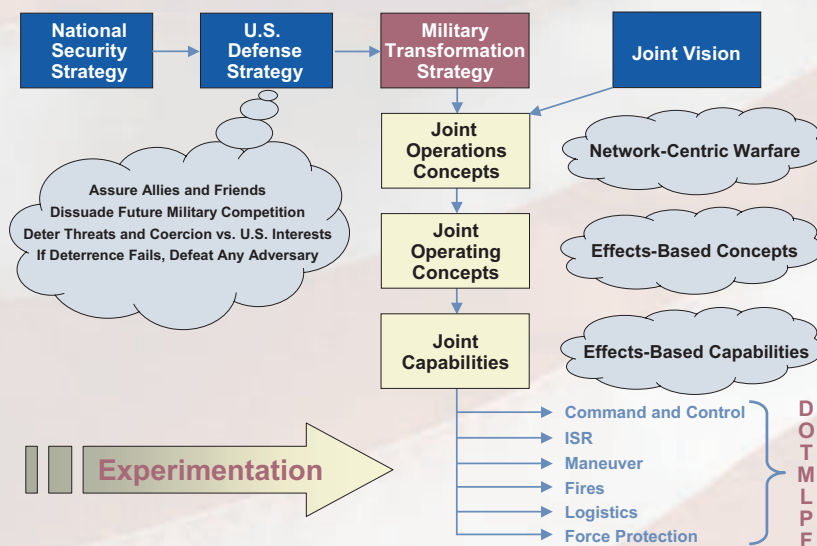 National
Security
Strategy
U.S.
Defense
Strategy
Military
Transformation
Strategy
Joint Vision
Joint
Operations
Concepts
Network-Centric Warfare
Assure Allies and Friends
Dissuade Future Military Competition
Deter Threats and Coercion vs. U.S. Interests
If Deterrence Fails, Defeat Any Adversary
Joint
Operating
Concepts
Effects-Based Concepts
Joint
Capabilities
Effects-Based Capabilities
Experimentation
Command and Control
ISR
Maneuver
Fires
Logistics
Force Protection
D
O
T
M
L
P
F